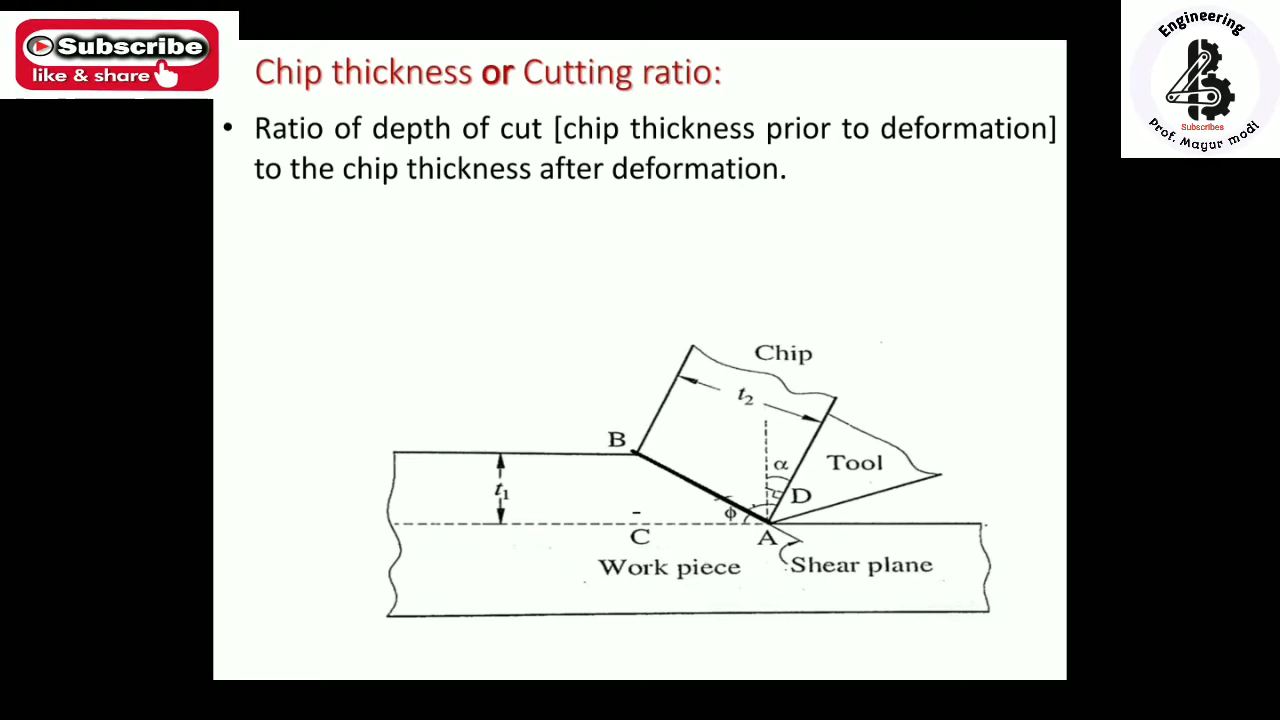 Subscribe
like & share
Engineering
Subscribes
Prof. Mayur modi
Chip thickness or Cutting ratio:
• Ratio of depth of cut [chip thickness prior to deformation]
to the chip thickness after deformation.
Chip
t2
B
α
Tool
t1
D
ϕ
C
A
Work piece
Shear plane